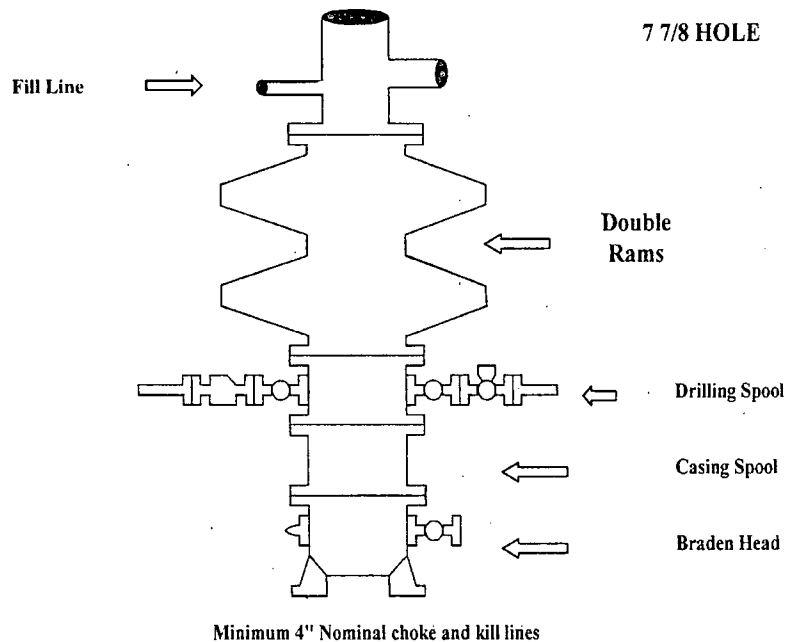 7 7/8 HOLE
Fill Line
Double
Rams
Drilling Spool
Casing Spool
Braden Head
Minimum 4" Nominal choke and kill lines